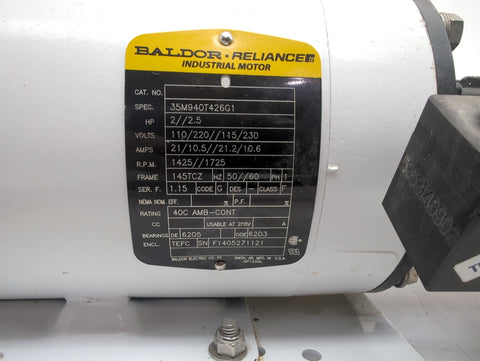 BALDOR · RELIANCE
INDUSTRIAL MOTOR
CAT. NO.
SPEC. 35M940T426G1
HP 2//2.5
VOLTS 110/220//115/230
AMPS 21/10.5//21.2/10.6
R.P.M. 1425//1725
FRAME 145TCZ HZ 50//60 PH 1
SER. F. 1.15 CODE G DES - CLASS F
NEMA NOM. EFF. % P.F. %
RATING 40C AMB-CONT
CC USABLE AT 208V A
BEARINGS DE 6205 ODE 6203
ENCL. TEFC SN F1405271121
BALDOR ELECTRIC CO. FT. SMITH, AR. MFG. IN U.S.A.